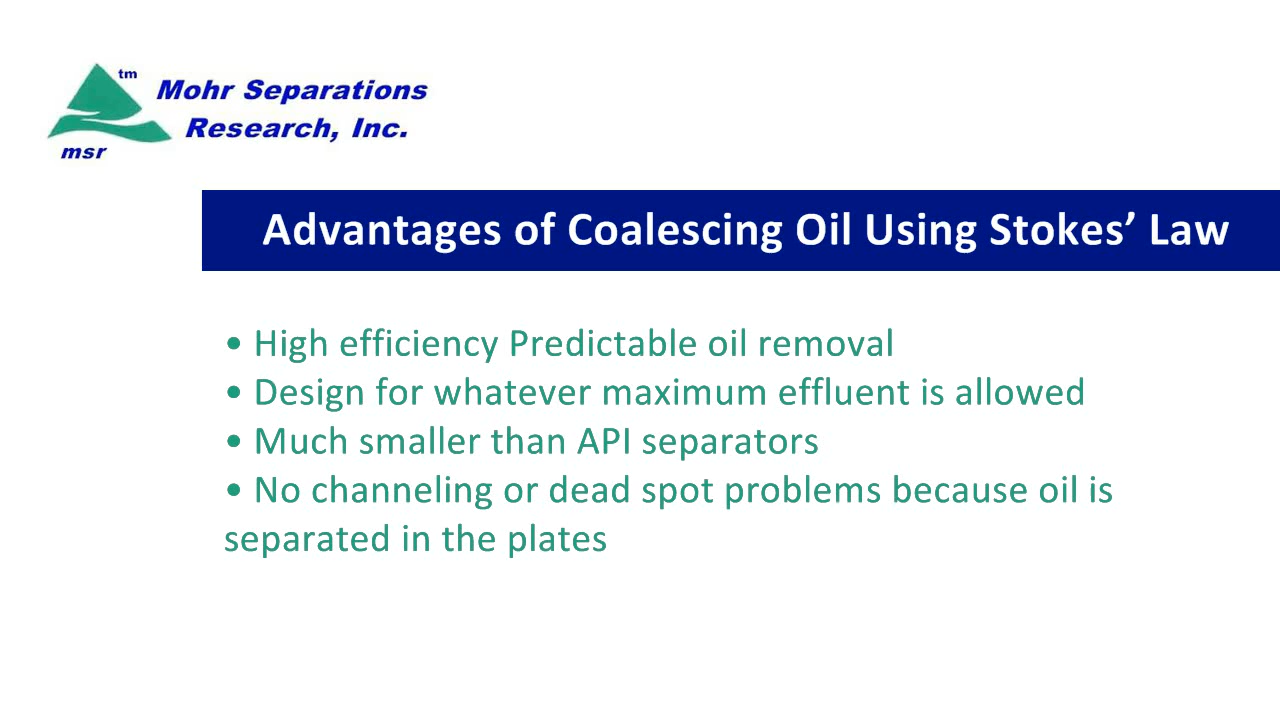 tm
Mohr Separations
Research, Inc.
msr
Advantages of Coalescing Oil Using Stokes’ Law
• High efficiency Predictable oil removal
• Design for whatever maximum effluent is allowed
• Much smaller than API separators
• No channeling or dead spot problems because oil is
separated in the plates